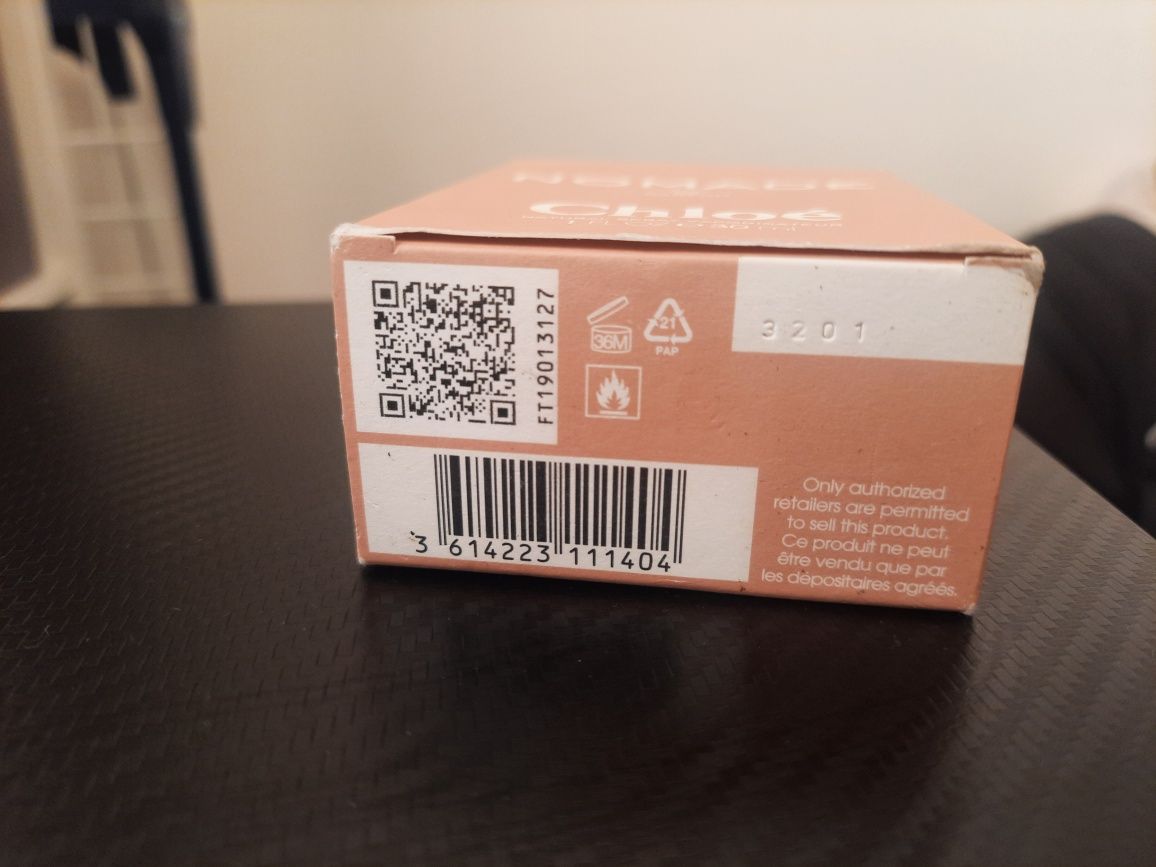 NOMADE
Chloé
FT19013127
36M
21
PAP
3201
3 614223 111404
Only authorized
retailers are permitted
to sell this product.
Ce produit ne peut
être vendu que par
les dépositaires agréés.